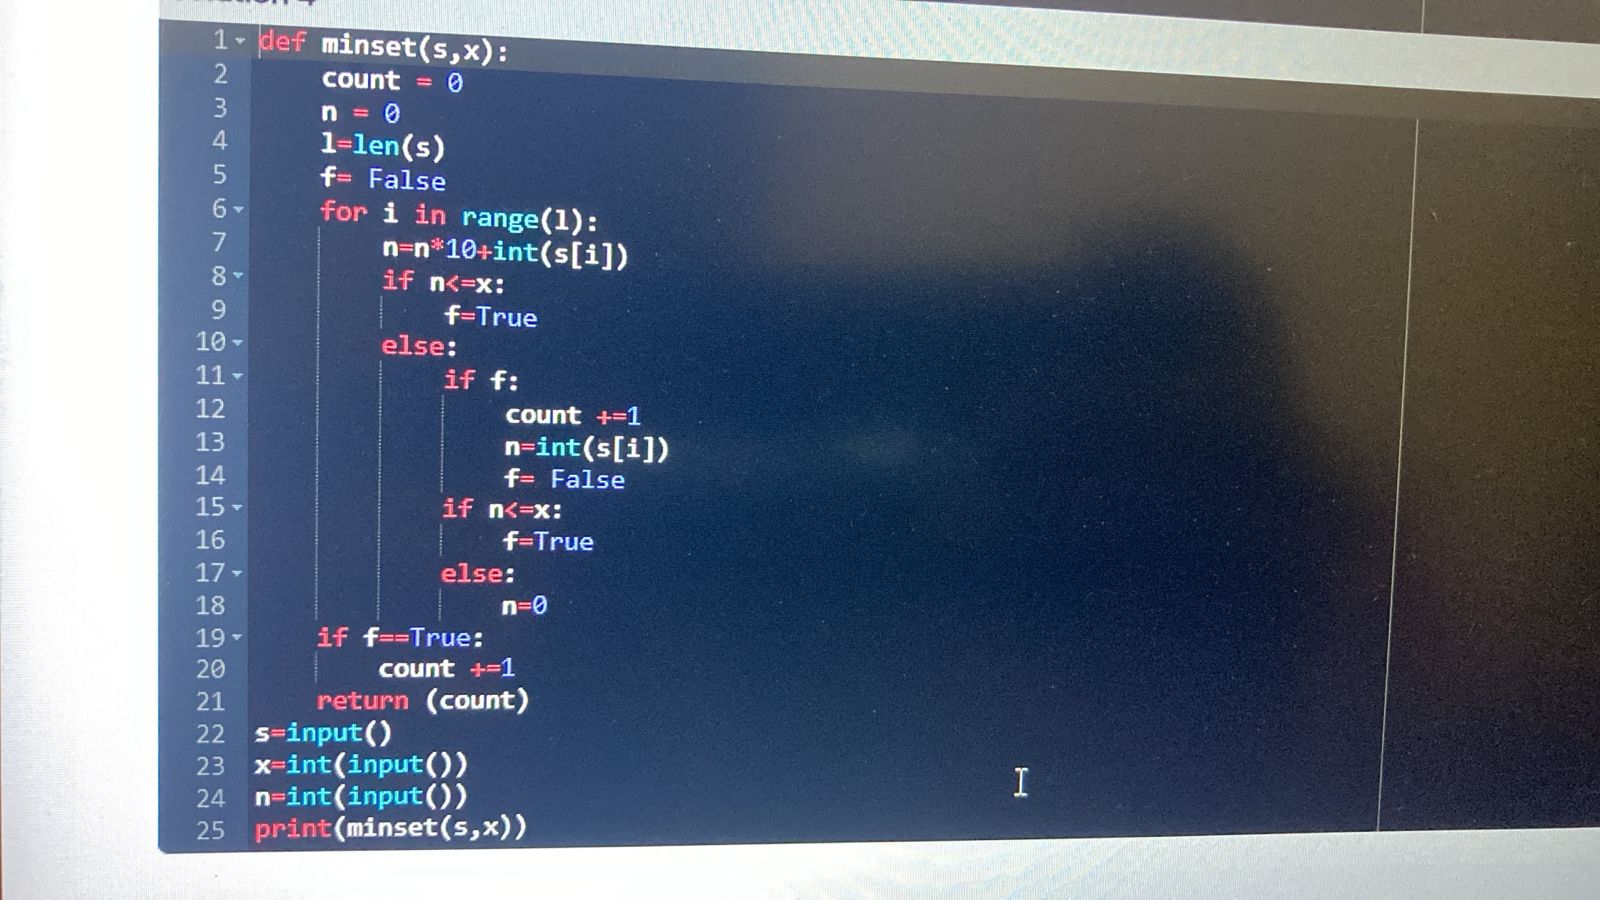 1 def minset(s,x):
2     count = 0
3     n = 0
4     l=len(s)
5     f= False
6     for i in range(l):
7         n=n*10+int(s[i])
8         if n<=x:
9             f=True
10         else:
11             if f:
12                 count +=1
13                 n=int(s[i])
14                 f= False
15             if n<=x:
16                 f=True
17             else:
18                 n=0
19     if f==True:
20         count +=1
21     return (count)
22 s=input()
23 x=int(input())
24 n=int(input())
25 print(minset(s,x))